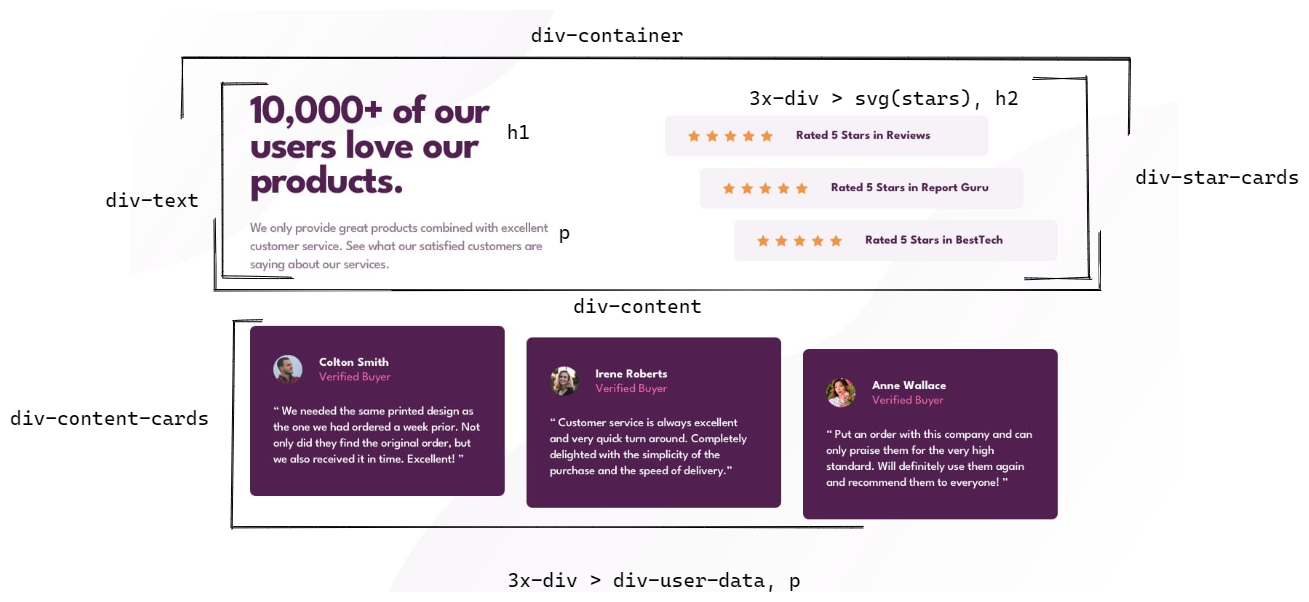 div-container
10,000+ of our
users love our
products.
h1
3x-div > svg(stars), h2
Rated 5 Stars in Reviews
Rated 5 Stars in Report Guru
Rated 5 Stars in BestTech
div-star-cards
div-text
We only provide great products combined with excellent
customer service. See what our satisfied customers are
saying about our services.
p
div-content
div-content-cards
Colton Smith
Verified Buyer
“ We needed the same printed design as
the one we had ordered a week prior. Not
only did they find the original order, but
we also received it in time. Excellent! ”
Irene Roberts
Verified Buyer
“ Customer service is always excellent
and very quick turn around. Completely
delighted with the simplicity of the
purchase and the speed of delivery.”
Anne Wallace
Verified Buyer
“ Put an order with this company and can
only praise them for the very high
standard. Will definitely use them again
and recommend them to everyone! ”
3x-div > div-user-data, p